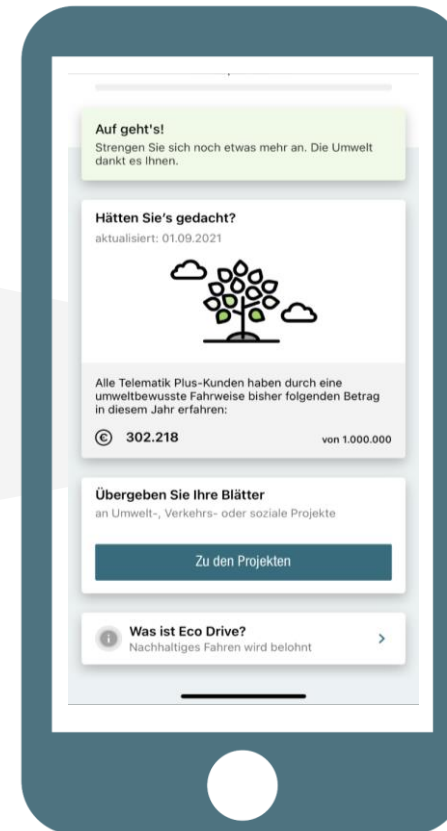 Auf geht's!
Strengen Sie sich noch etwas mehr an. Die Umwelt
dankt es Ihnen.
Hätten Sie's gedacht?
aktualisiert: 01.09.2021
Alle Telematik Plus-Kunden haben durch eine
umweltbewusste Fahrweise bisher folgenden Betrag
in diesem Jahr erfahren:
€ 302.218 von 1.000.000
Übergeben Sie Ihre Blätter
an Umwelt-, Verkehrs- oder soziale Projekte
Zu den Projekten
Was ist Eco Drive?
Nachhaltiges Fahren wird belohnt